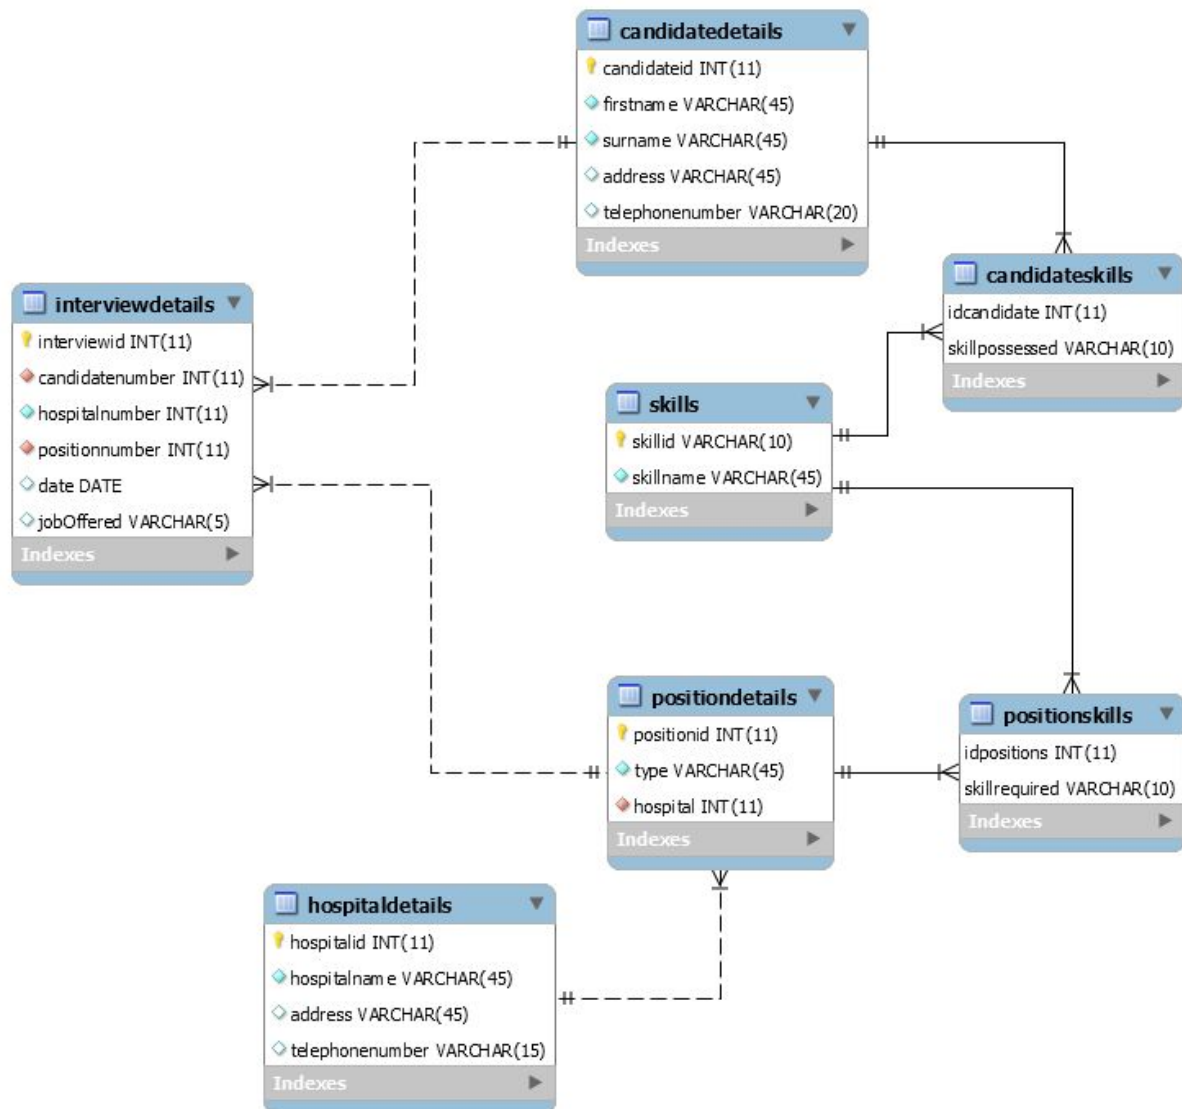 candidatedetails
candidateid INT(11)
firstname VARCHAR(45)
surname VARCHAR(45)
address VARCHAR(45)
telephonenumber VARCHAR(20)
Indexes
candidateskills
idcandidate INT(11)
skillpossessed VARCHAR(10)
Indexes
interviewdetails
interviewid INT(11)
candidatenumber INT(11)
hospitalnumber INT(11)
positionnumber INT(11)
date DATE
jobOffered VARCHAR(5)
Indexes
skills
skillid VARCHAR(10)
skillname VARCHAR(45)
Indexes
positiondetails
positionid INT(11)
type VARCHAR(45)
hospital INT(11)
Indexes
positionskills
idpositions INT(11)
skillrequired VARCHAR(10)
Indexes
hospitaldetails
hospitalid INT(11)
hospitalname VARCHAR(45)
address VARCHAR(45)
telephonenumber VARCHAR(15)
Indexes